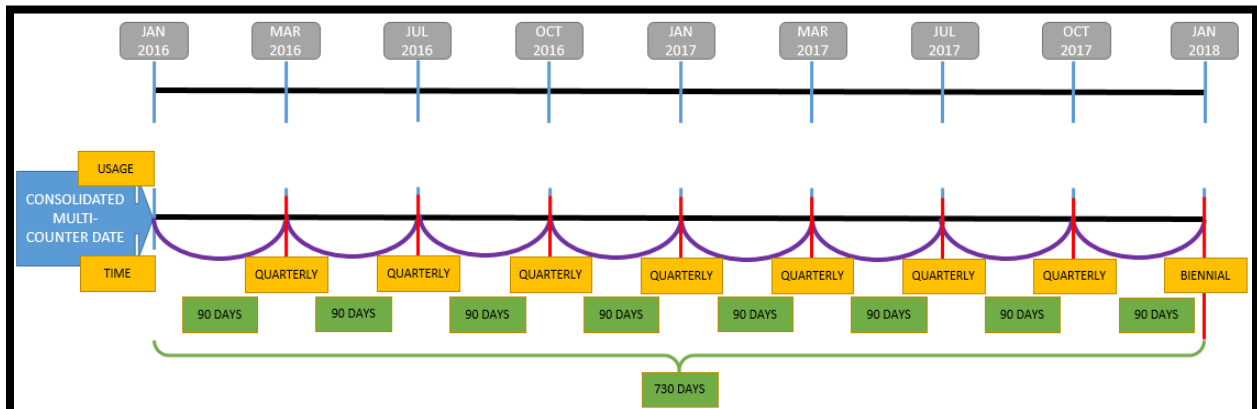 JAN
2016
MAR
2016
JUL
2016
OCT
2016
JAN
2017
MAR
2017
JUL
2017
OCT
2017
JAN
2018
USAGE
CONSOLIDATED
MULTI-
COUNTER DATE
TIME
QUARTERLY
QUARTERLY
QUARTERLY
QUARTERLY
QUARTERLY
QUARTERLY
QUARTERLY
BIENNIAL
90 DAYS
90 DAYS
90 DAYS
90 DAYS
90 DAYS
90 DAYS
90 DAYS
90 DAYS
730 DAYS